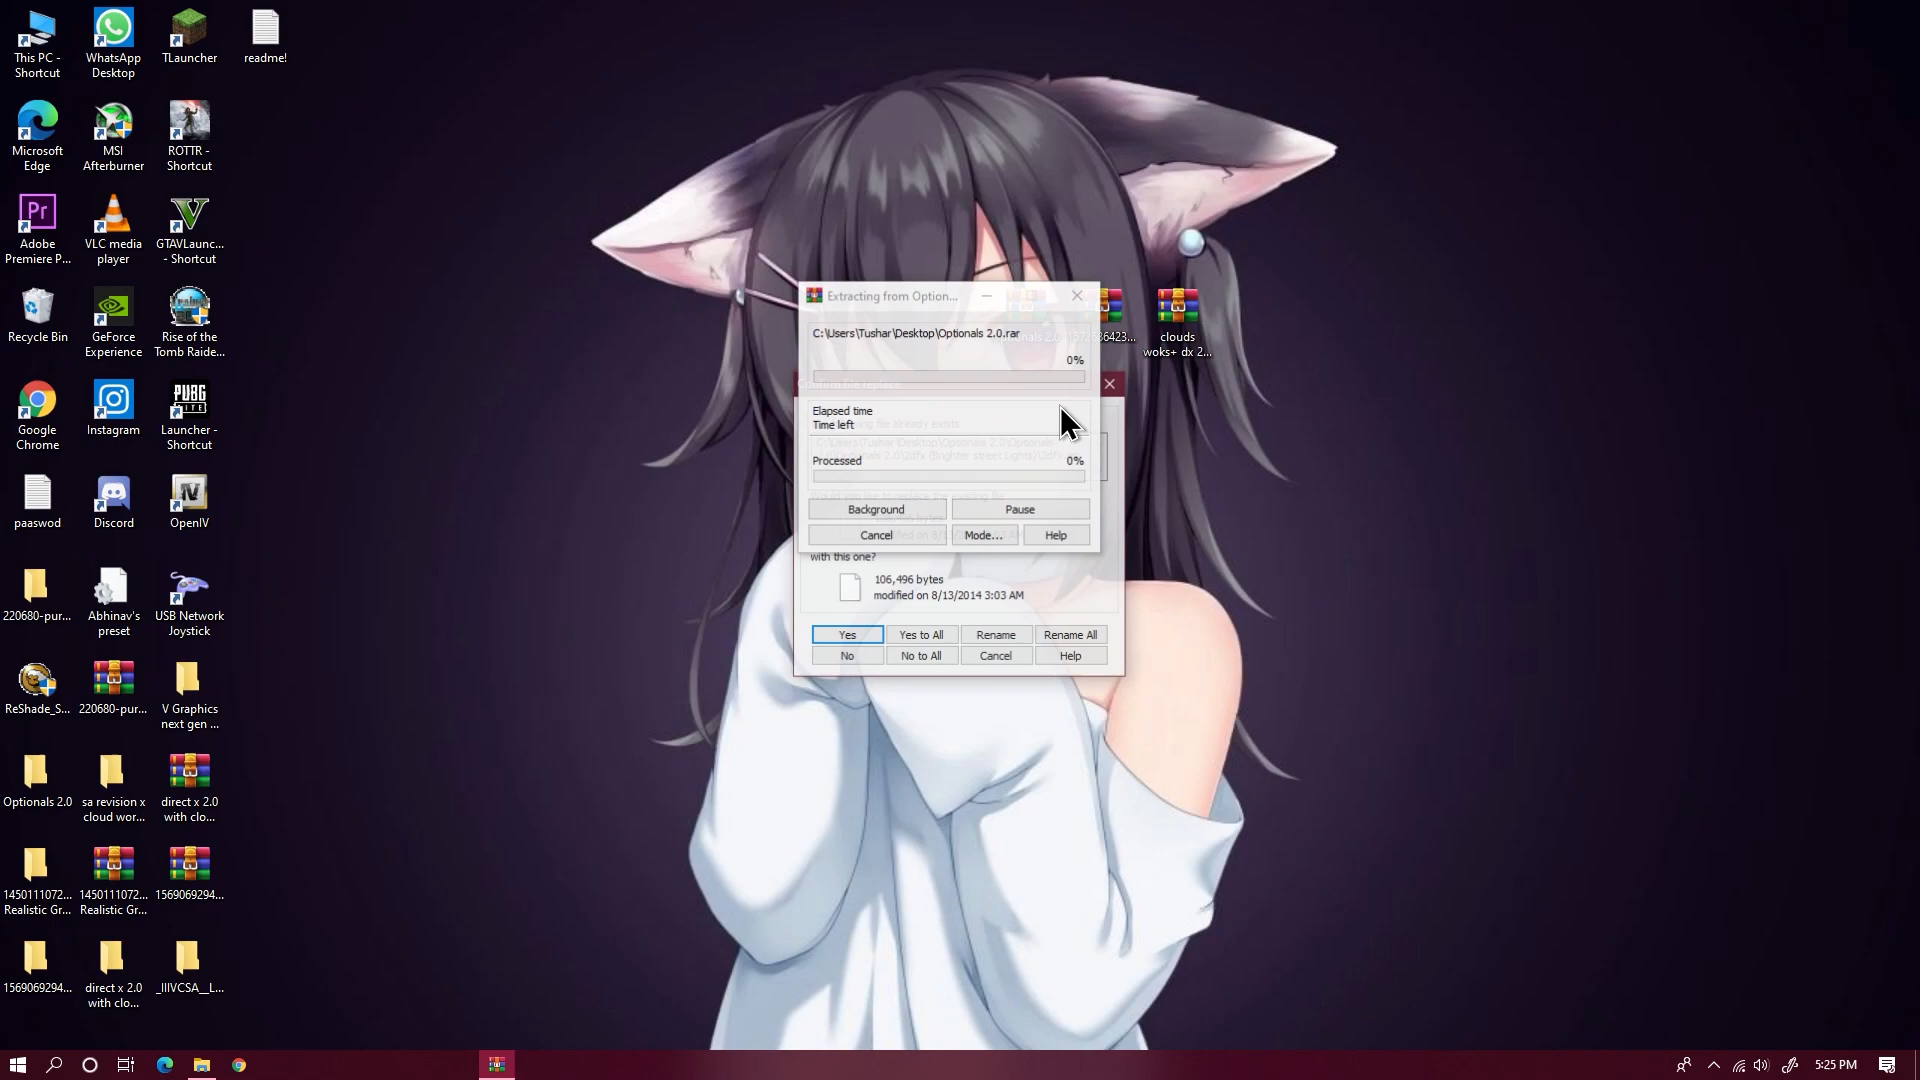 This PC -
Shortcut
WhatsApp
Desktop
TLauncher
readme!
Microsoft
Edge
MSI
Afterburner
ROTTR -
Shortcut
Adobe
Premiere P...
VLC media
player
GTAVLaunc...
- Shortcut
Recycle Bin
GeForce
Experience
Rise of the
Tomb Raide...
Google
Chrome
Instagram
PUBG
LITE
Launcher -
Shortcut
paaswod
Discord
OpenIV
220680-pur...
Abhinav's
preset
USB Network
Joystick
ReShade_S...
220680-pur...
V Graphics
next gen ...
Optionals 2.0
sa revision x
cloud wor...
direct x 2.0
with clo...
1450111072...
Realistic Gr...
1450111072...
Realistic Gr...
1569069294...
1569069294...
direct x 2.0
with clo...
_IIIVCSA__L...
clouds
woks+ dx 2...
Extracting from Option...
C:\Users\Tushar\Desktop\Optionals 2.0.rar
0%
Elapsed time
Time left
Processed
0%
Background
Pause
Cancel
Mode...
Help
with this one?
106,496 bytes
modified on 8/13/2014 3:03 AM
Yes
Yes to All
Rename
Rename All
No
No to All
Cancel
Help
5:25 PM